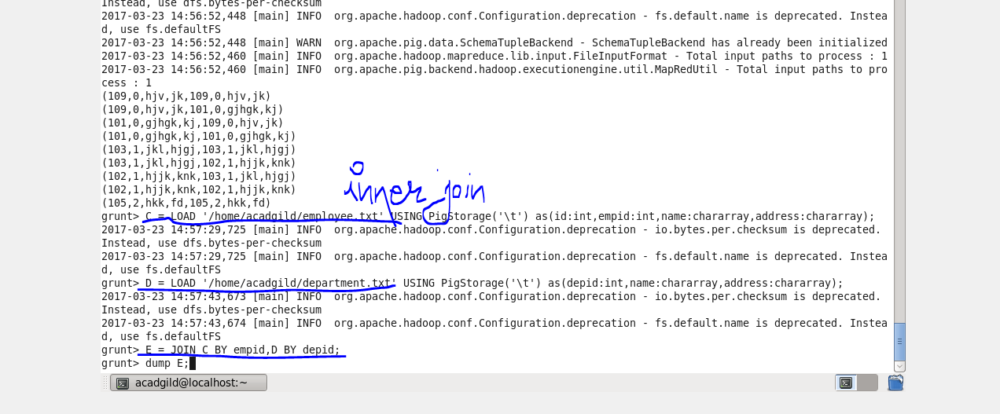 Instead, use dfs.bytes-per-checksum
2017-03-23 14:56:52,448 [main] INFO  org.apache.hadoop.conf.Configuration.deprecation - fs.default.name is deprecated. Instea
d, use fs.defaultFS
2017-03-23 14:56:52,448 [main] WARN  org.apache.pig.data.SchemaTupleBackend - SchemaTupleBackend has already been initialized
2017-03-23 14:56:52,460 [main] INFO  org.apache.hadoop.mapreduce.lib.input.FileInputFormat - Total input paths to process : 1
2017-03-23 14:56:52,460 [main] INFO  org.apache.pig.backend.hadoop.executionengine.util.MapRedUtil - Total input paths to pro
cess : 1
(109,0,hjv,jk,109,0,hjv,jk)
(109,0,hjv,jk,101,0,gjhgk,kj)
(101,0,gjhgk,kj,109,0,hjv,jk)
(101,0,gjhgk,kj,101,0,gjhgk,kj)
(103,1,jkl,hjgj,103,1,jkl,hjgj)
(103,1,jkl,hjgj,102,1,hjjk,knk)
(102,1,hjjk,knk,103,1,jkl,hjgj)
(102,1,hjjk,knk,102,1,hjjk,knk)
inner join
(105,2,hkk,fd,105,2,hkk,fd)
grunt> C = LOAD '/home/acadgild/employee.txt' USING PigStorage('\t') as(id:int,empid:int,name:chararray,address:chararray);
2017-03-23 14:57:29,725 [main] INFO  org.apache.hadoop.conf.Configuration.deprecation - io.bytes.per.checksum is deprecated.
Instead, use dfs.bytes-per-checksum
2017-03-23 14:57:29,725 [main] INFO  org.apache.hadoop.conf.Configuration.deprecation - fs.default.name is deprecated. Instea
d, use fs.defaultFS
grunt> D = LOAD '/home/acadgild/department.txt' USING PigStorage('\t') as(depid:int,name:chararray,address:chararray);
2017-03-23 14:57:43,673 [main] INFO  org.apache.hadoop.conf.Configuration.deprecation - io.bytes.per.checksum is deprecated.
Instead, use dfs.bytes-per-checksum
2017-03-23 14:57:43,674 [main] INFO  org.apache.hadoop.conf.Configuration.deprecation - fs.default.name is deprecated. Instea
d, use fs.defaultFS
grunt> E = JOIN C BY empid,D BY depid;
grunt> dump E;
acadgild@localhost:~